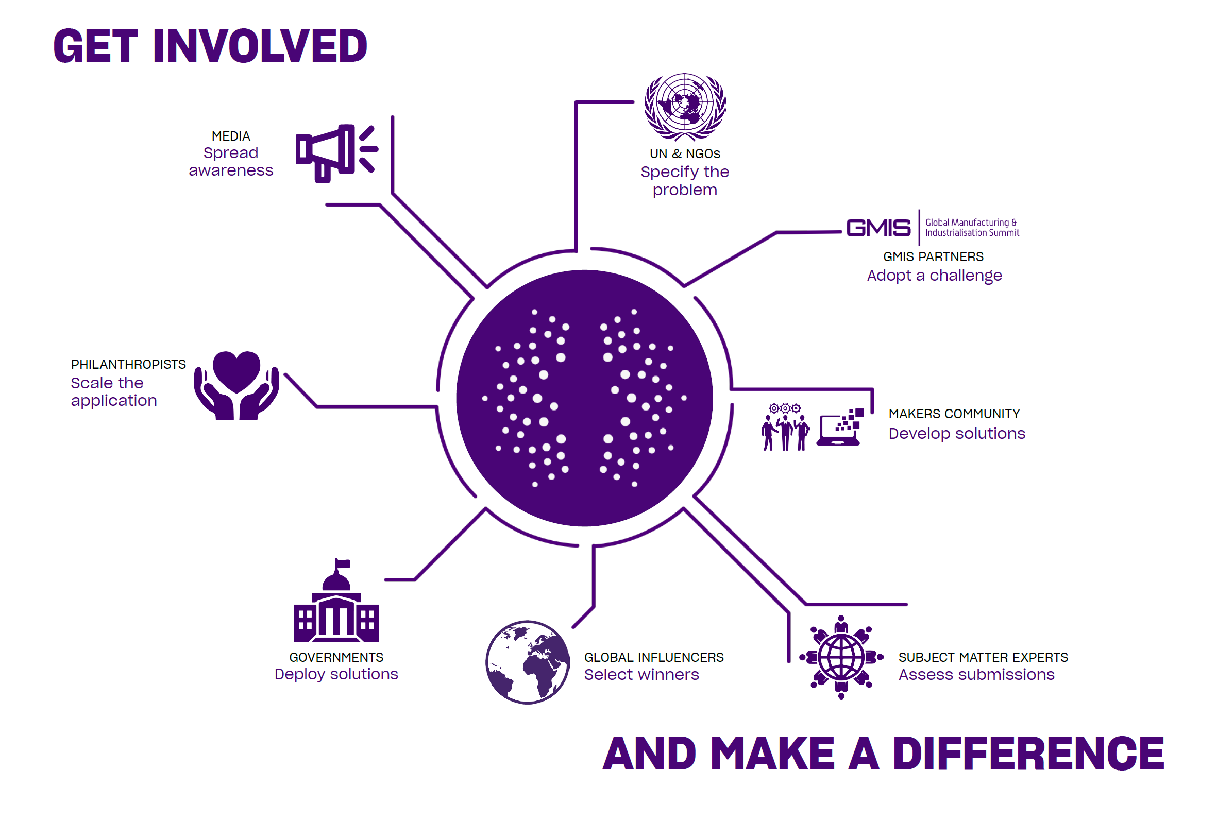 GET INVOLVED
MEDIA
Spread
awareness
UN & NGOs
Specify the
problem
GMIS
Global Manufacturing &
Industrialisation Summit
GMIS PARTNERS
Adopt a challenge
PHILANTHROPISTS
Scale the
application
MAKERS COMMUNITY
Develop solutions
GOVERNMENTS
Deploy solutions
GLOBAL INFLUENCERS
Select winners
SUBJECT MATTER EXPERTS
Assess submissions
AND MAKE A DIFFERENCE